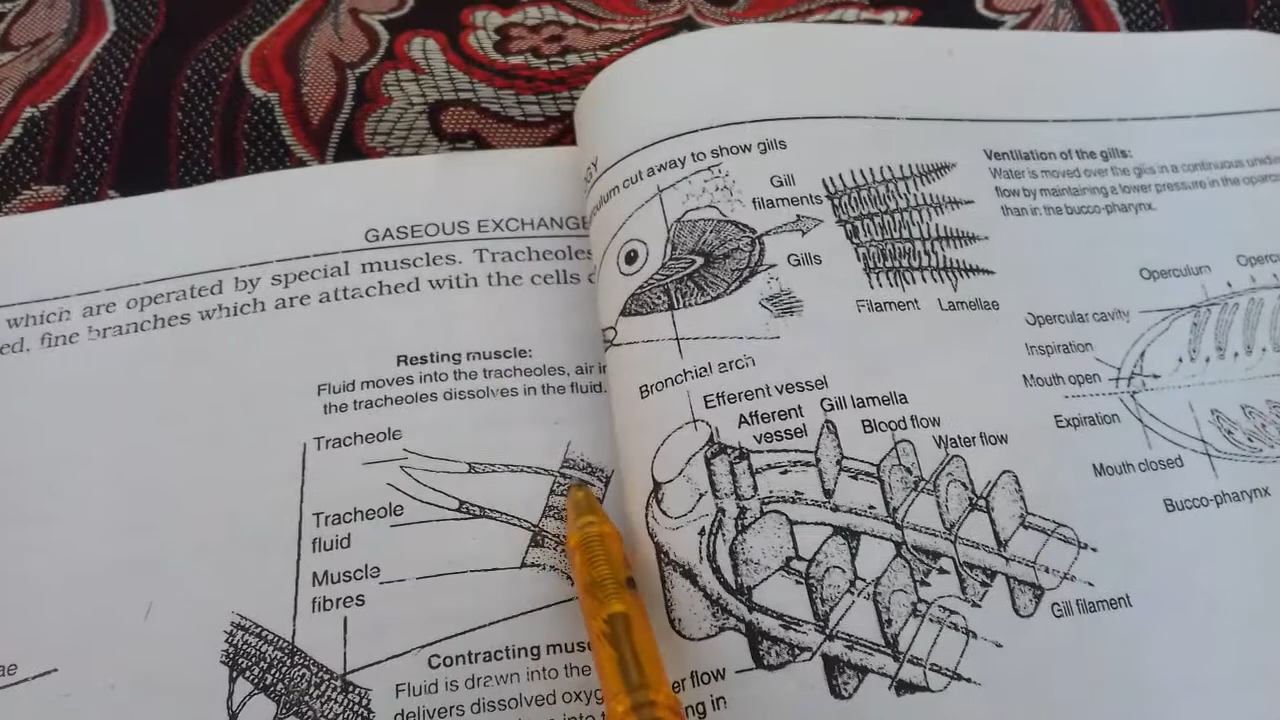 GASEOUS EXCHANGE
which are operated by special muscles. Tracheoles
fine branches which are attached with the cells
Resting muscle:
Fluid moves into the tracheoles, air in
the tracheoles dissolves in the fluid.
Tracheole
Tracheole
fluid
Muscle
fibres
Contracting
Fluid is drawn into the
delivers dissolved
into
cut away to show gills
Gill
filaments
Gills
Filament Lamellae
Bronchial arch
Efferent vessel
Afferent
vessel
Gill lamella
Blood flow
Water flow
Gill filament
flow
in
Ventilation of the gills:
Water is moved over the gills in a continuous
flow by maintaining a lower pressure in the
than in the bucco-pharynx.
Operculum
Opercular cavity
Inspiration
Mouth open
Expiration
Mouth closed
Bucco-pharynx